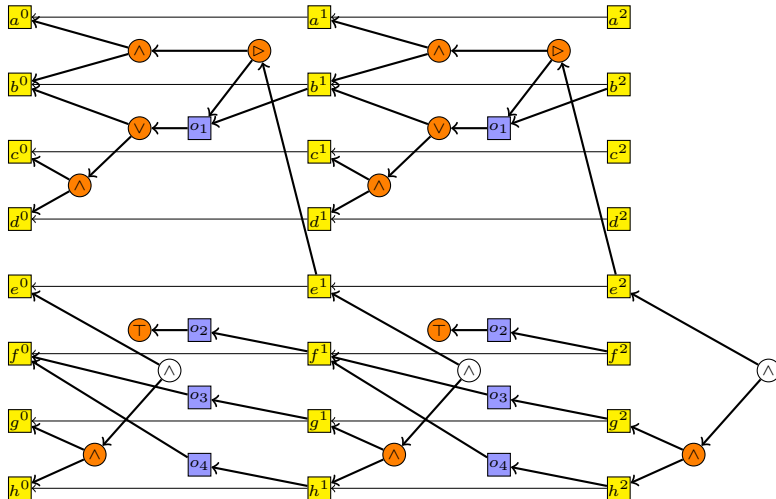 a⁰ a¹ a²
∧ ▷ ∧ ▷
b⁰ b¹ b²
∨ o₁ ∨ o₁
c⁰ c¹ c²
∧ ∧
d⁰ d¹ d²
e⁰ e¹ e²
⊤ o₂ ⊤ o₂
f⁰ f¹ f²
∧ ∧ ∧
o₃ o₃
g⁰ g¹ g²
∧ ∧ ∧
o₄ o₄
h⁰ h¹ h²